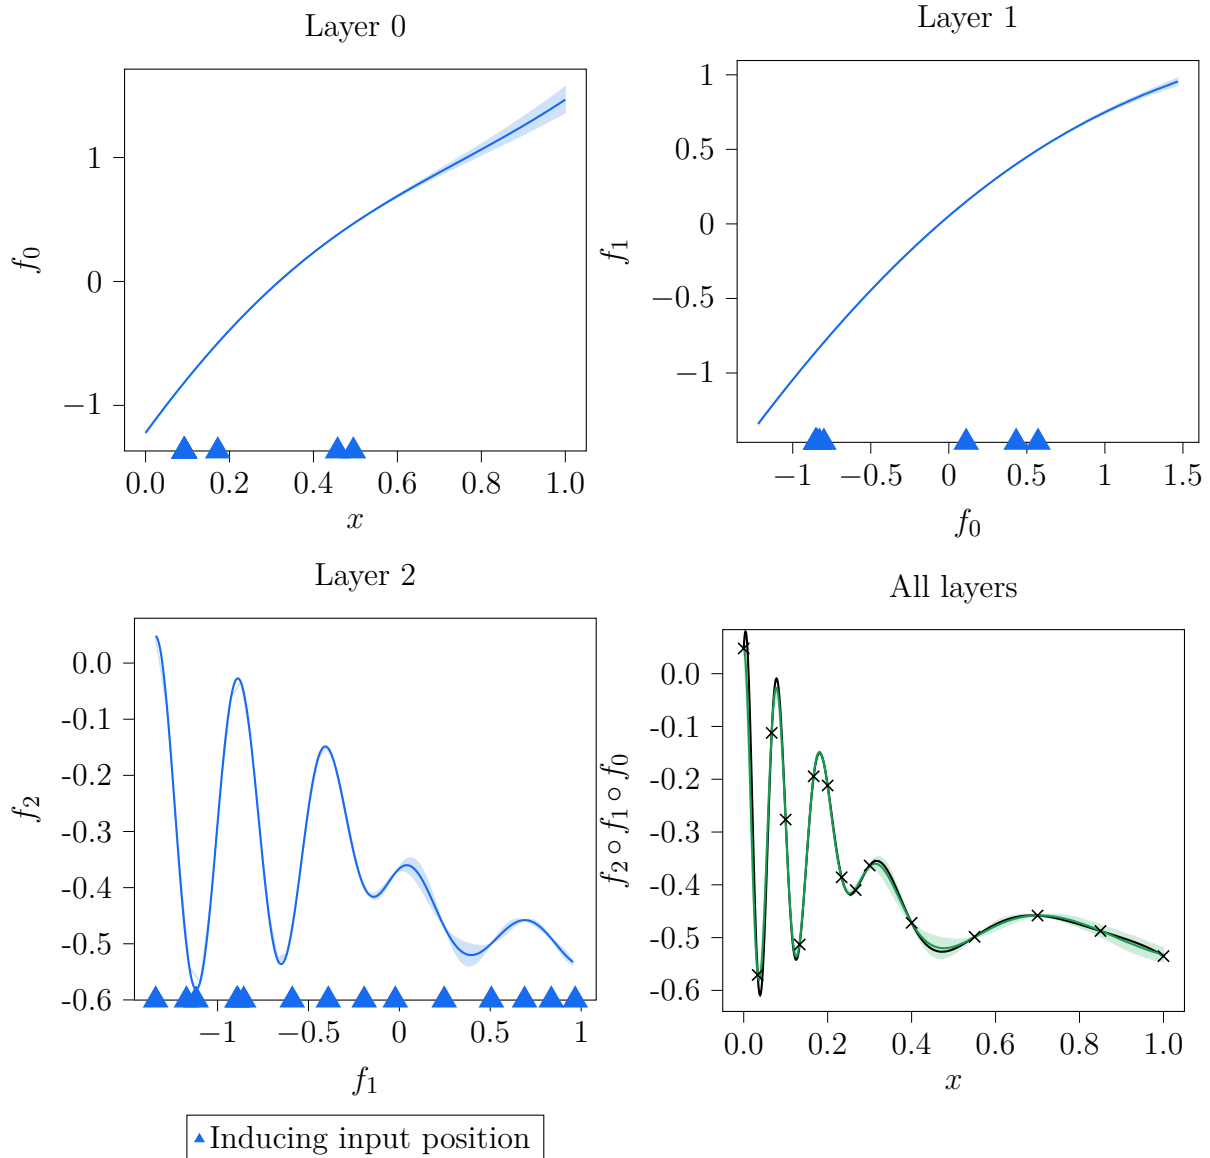 Layer 0
1
0
−1
f₀
0.0 0.2 0.4 0.6 0.8 1.0
x
Layer 1
1
0.5
0
−0.5
−1
f₁
−1 −0.5 0 0.5 1 1.5
f₀
Layer 2
0.0
-0.1
-0.2
-0.3
-0.4
-0.5
-0.6
f₂
−1 −0.5 0 0.5 1
f₁
Inducing input position
All layers
0.0
-0.1
-0.2
-0.3
-0.4
-0.5
-0.6
f₂ ∘ f₁ ∘ f₀
0.0 0.2 0.4 0.6 0.8 1.0
x